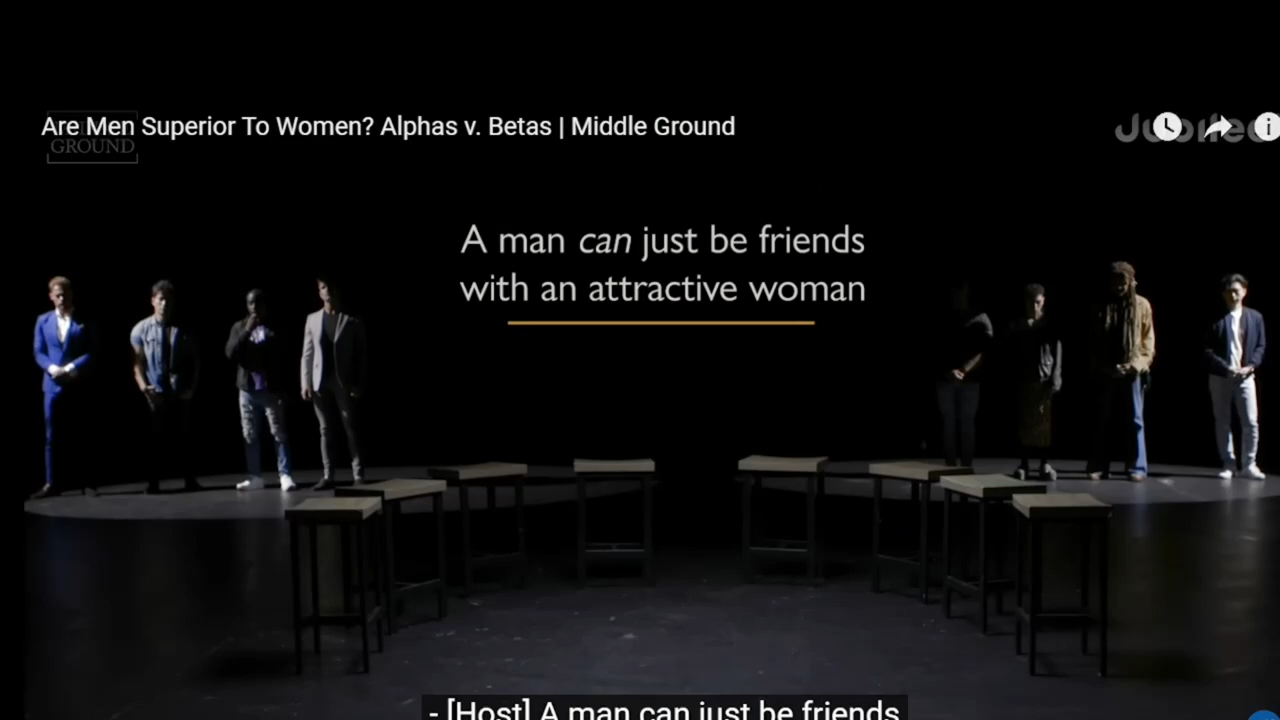 Are Men Superior To Women? Alphas v. Betas | Middle Ground
GROUND
Jubilee
A man can just be friends
with an attractive woman
- [Host] A man can just be friends